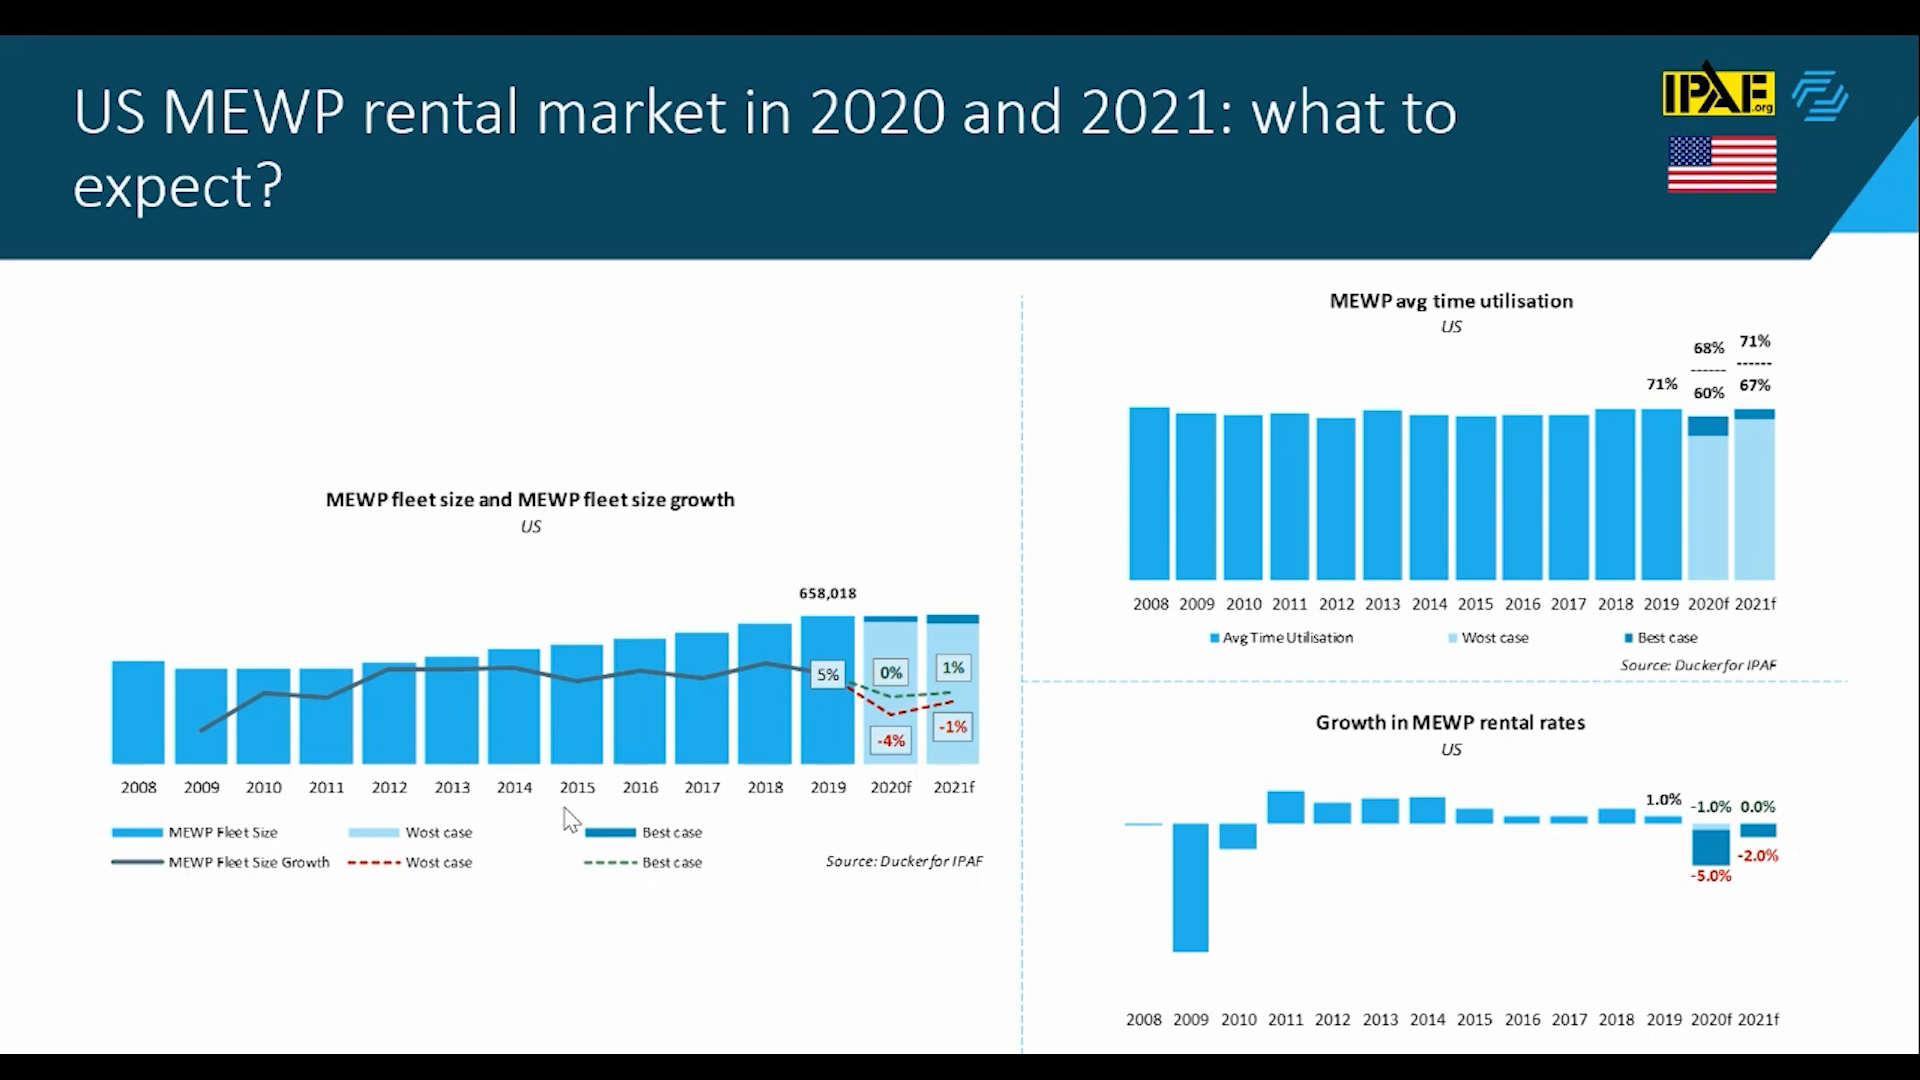 US MEWP rental market in 2020 and 2021: what to
expect?
IPAF
.org
MEWP fleet size and MEWP fleet size growth
US
658,018
5%
0%
1%
-4%
-1%
2008 2009 2010 2011 2012 2013 2014 2015 2016 2017 2018 2019 2020f 2021f
MEWP Fleet Size Wost case Best case
MEWP Fleet Size Growth Wost case Best case
Source: Ducker for IPAF
MEWP avg time utilisation
US
71% 68% 71%
60% 67%
2008 2009 2010 2011 2012 2013 2014 2015 2016 2017 2018 2019 2020f 2021f
Avg Time Utilisation Wost case Best case
Source: Ducker for IPAF
Growth in MEWP rental rates
US
1.0% -1.0% 0.0%
-2.0%
-5.0%
2008 2009 2010 2011 2012 2013 2014 2015 2016 2017 2018 2019 2020f 2021f